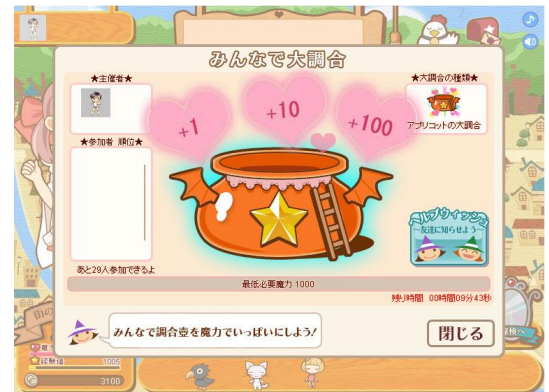 みんなで大調合
★主催者★
★大調合の種類★
+1
+10
+100
アプリコットの大調合
★参加者 順位★
ヘルプウィッシュ
~友達に知らせよう~
あと29人参加できるよ
最低必要魔力 1000
残り時間 00時間09分43秒
みんなで調合壺を魔力でいっぱいにしよう!
閉じる
経験値
1005
3100